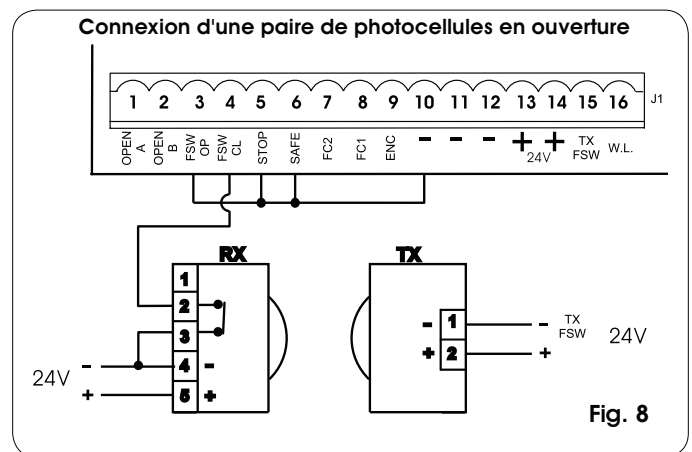 Connexion d'une paire de photocellules en ouverture
1 2 3 4 5 6 7 8 9 10 11 12 13 14 15 16 J1
OPEN A
OPEN B
FSW OP
FSW CL
STOP
SAFE
FC2
FC1
ENC
- - - + +
24V
TX FSW
W.L.
RX
1
2
3
4 -
5 +
24V
-
+
TX
- 1
+ 2
- TX FSW
+
24V
Fig. 8